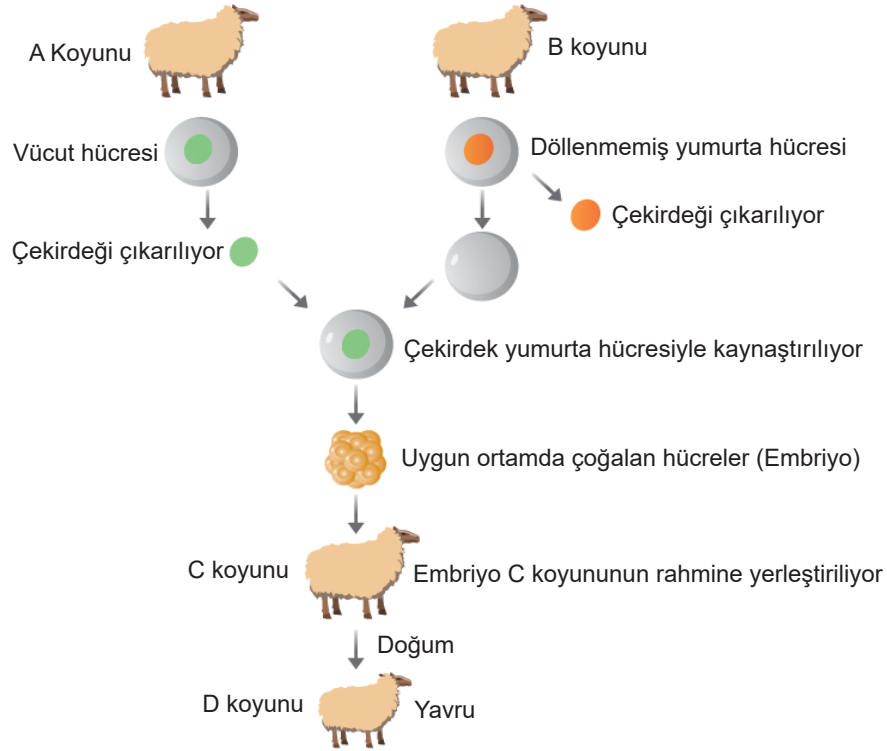 A Koyunu
B koyunu
Vücut hücresi
Döllenmemiş yumurta hücresi
Çekirdeği çıkarılıyor
Çekirdeği çıkarılıyor
Çekirdek yumurta hücresiyle kaynaştırılıyor
Uygun ortamda çoğalan hücreler (Embriyo)
C koyunu
Embriyo C koyununun rahmine yerleştiriliyor
Doğum
D koyunu
Yavru